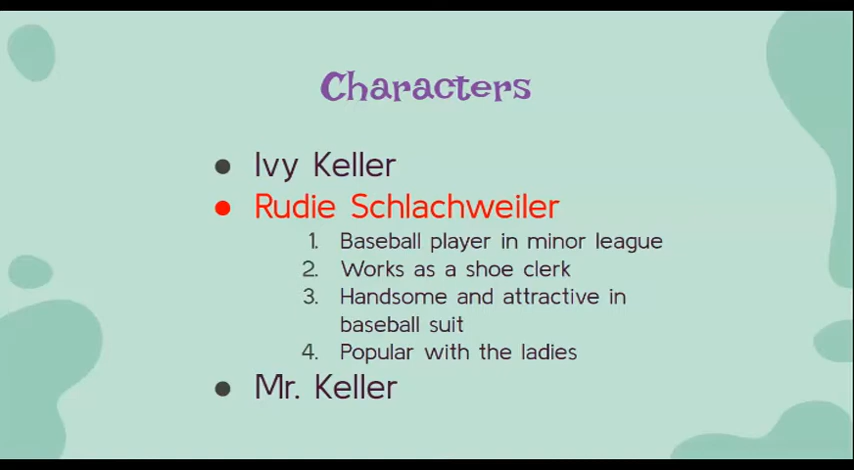 Characters
● Ivy Keller
● Rudie Schlachweiler
1. Baseball player in minor league
2. Works as a shoe clerk
3. Handsome and attractive in
baseball suit
4. Popular with the ladies
● Mr. Keller